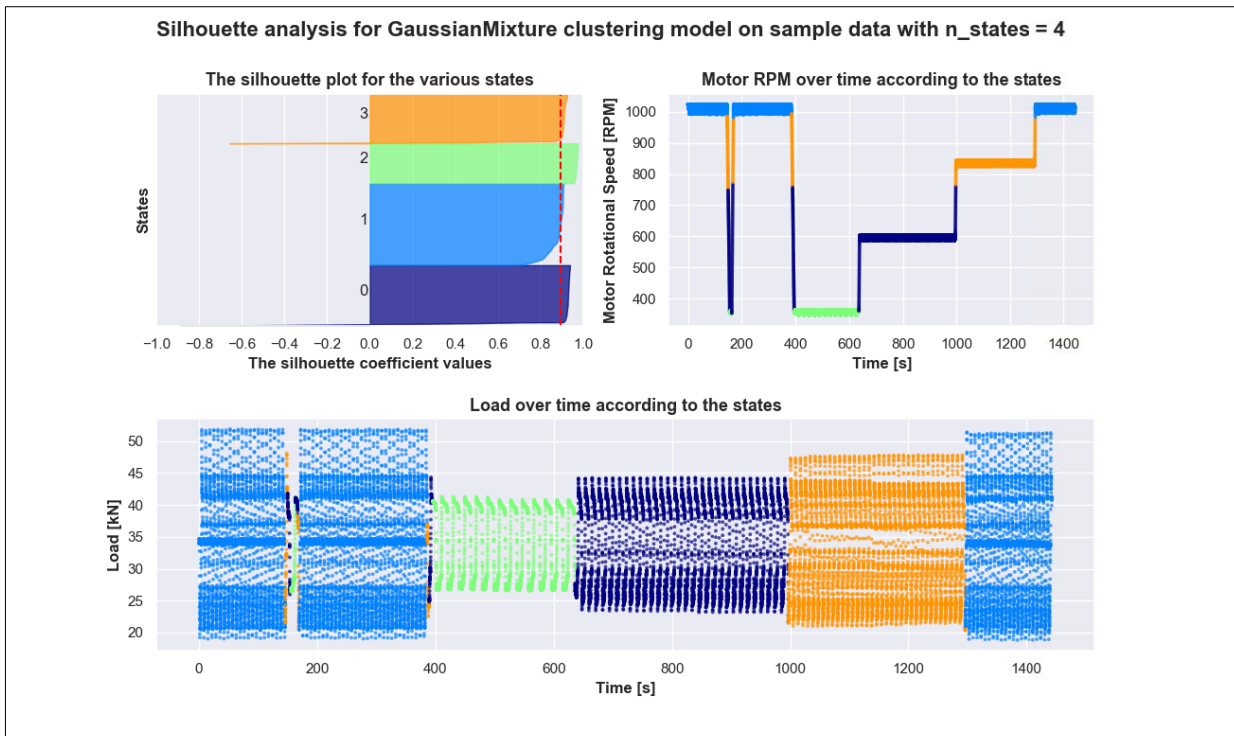 Silhouette analysis for GaussianMixture clustering model on sample data with n_states = 4
The silhouette plot for the various states
States
3
2
1
0
−1.0 −0.8 −0.6 −0.4 −0.2 0.0 0.2 0.4 0.6 0.8 1.0
The silhouette coefficient values
Motor RPM over time according to the states
Motor Rotational Speed [RPM]
1000
900
800
700
600
500
400
0 200 400 600 800 1000 1200 1400
Time [s]
Load over time according to the states
Load [kN]
50
45
40
35
30
25
20
0 200 400 600 800 1000 1200 1400
Time [s]